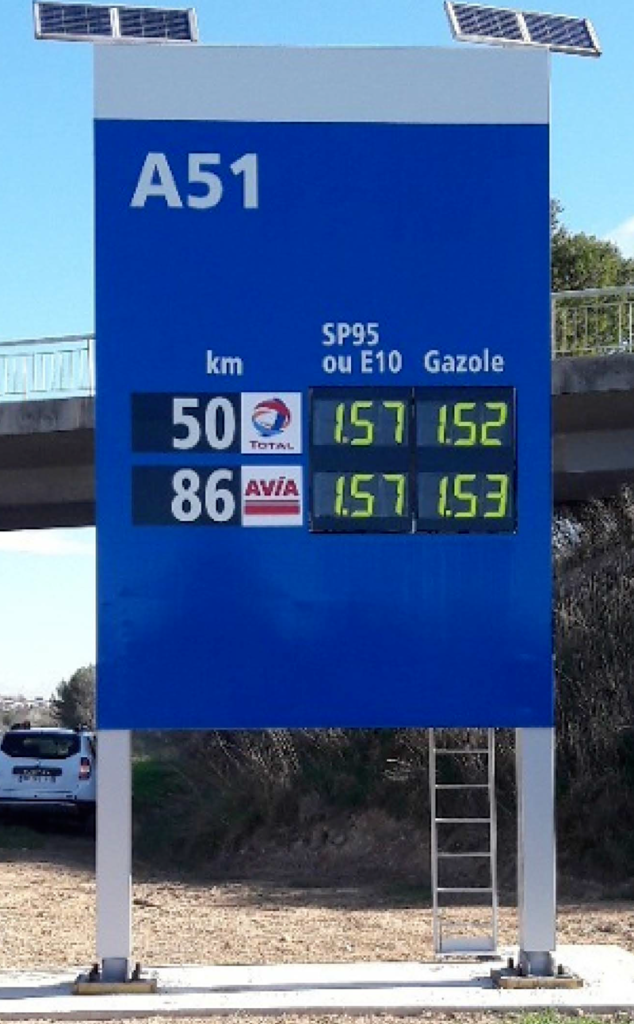 A51
SP95
km ou E10 Gazole
50 TOTAL 1.57 1.52
86 AVIA 1.57 1.53